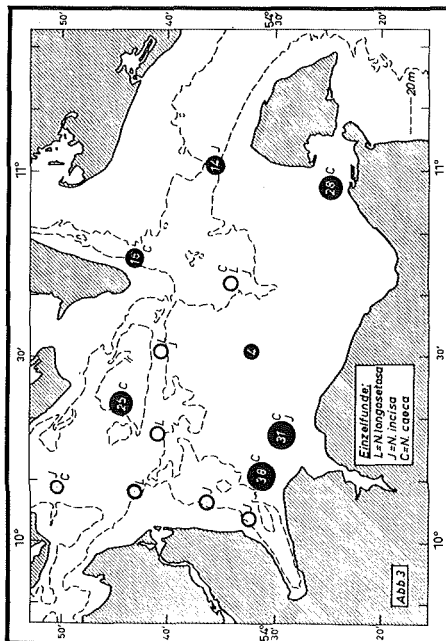 10°
30'
11°
50'
50'
J
C
25
C
15
C
40'
40'
J
L
J
14
J
C
L
J
38
C
4
31
C
J
54°30'
54°30'
28
C
20'
20'
20m
Abb.3
Einzelfunde:
L=N.longosetosa
J=N.incisa
C=N.caeca
10°
30'
11°